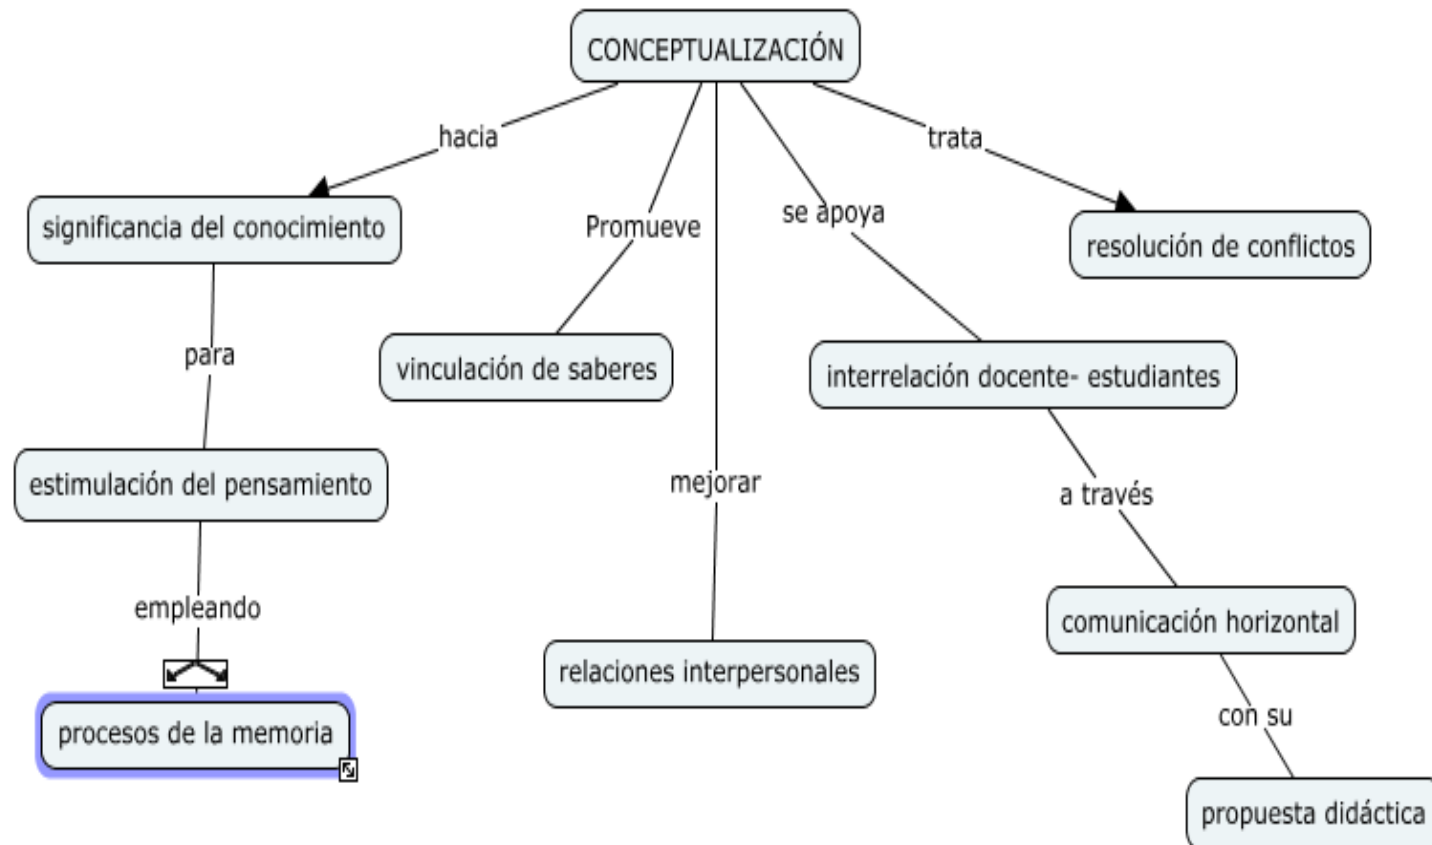 CONCEPTUALIZACIÓN
hacia
trata
significancia del conocimiento
Promueve
se apoya
resolución de conflictos
para
vinculación de saberes
interrelación docente- estudiantes
estimulación del pensamiento
mejorar
a través
empleando
comunicación horizontal
relaciones interpersonales
procesos de la memoria
con su
propuesta didáctica